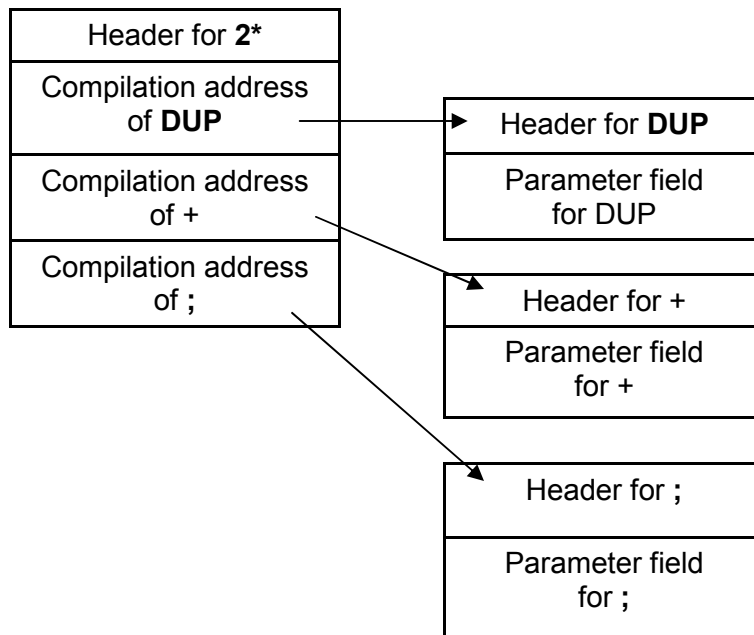 Header for 2*
Compilation address
of DUP
Compilation address
of +
Compilation address
of ;
Header for DUP
Parameter field
for DUP
Header for +
Parameter field
for +
Header for ;
Parameter field
for ;